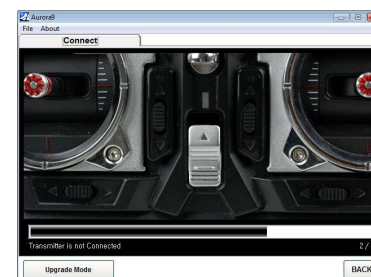 Aurora9
File About
Connect
Transmitter is not Connected
2 /
Upgrade Mode
BACK